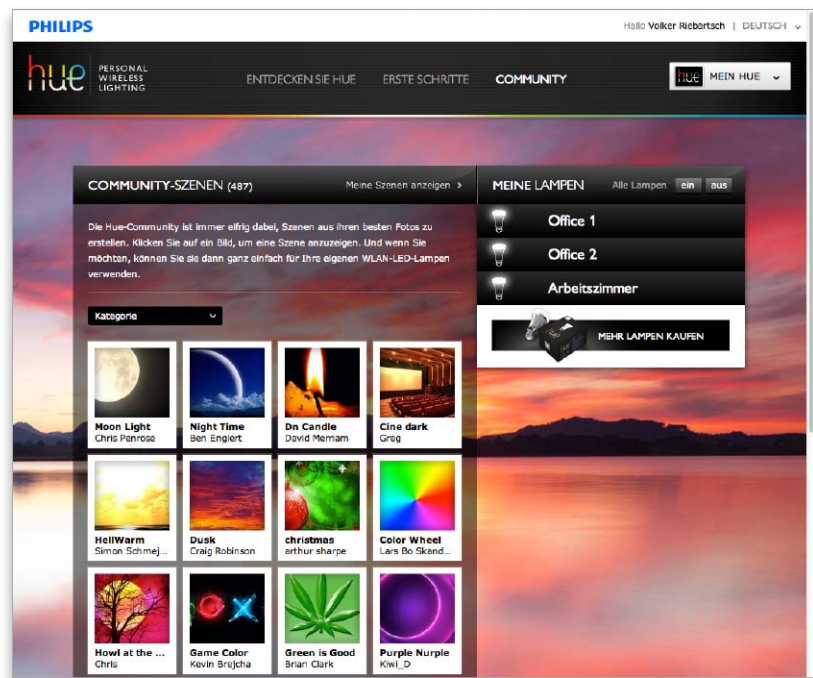 PHILIPS
Hallo Volker Riebartsch | DEUTSCH
hue PERSONAL
WIRELESS
LIGHTING
ENTDECKEN SIE HUE ERSTE SCHRITTE COMMUNITY
hue MEIN HUE
COMMUNITY-SZENEN (487) Meine Szenen anzeigen >
Die Hue-Community ist immer eifrig dabei, Szenen aus ihren besten Fotos zu
erstellen. Klicken Sie auf ein Bild, um eine Szene anzuzeigen. Und wenn Sie
möchten, können Sie sie dann ganz einfach für Ihre eigenen WLAN-LED-Lampen
verwenden.
Kategorie
MEINE LAMPEN Alle Lampen ein aus
Office 1
Office 2
Arbeitszimmer
hue
MEHR LAMPEN KAUFEN
Moon Light Night Time Dn Candle Cine dark
Chris Penrose Ben Englert David Merriam Greg
HellWarm Dusk christmas Color Wheel
Simon Schmej... Craig Robinson arthur sharpe Lars Bo Skand...
Howl at the ... Game Color Green is Good Purple Nurple
Chris Kevin Brejcha Brian Clark Kiwi_D